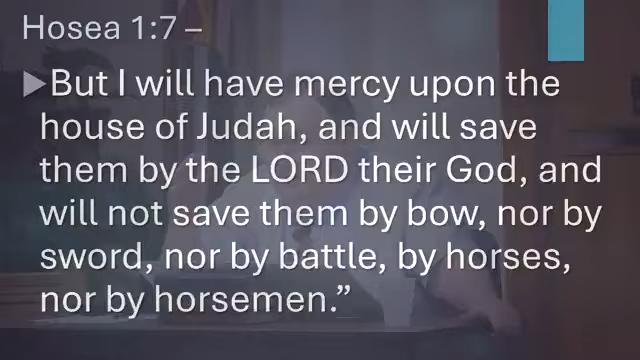 Hosea 1:7 –
▶But I will have mercy upon the
house of Judah, and will save
them by the LORD their God, and
will not save them by bow, nor by
sword, nor by battle, by horses,
nor by horsemen.”